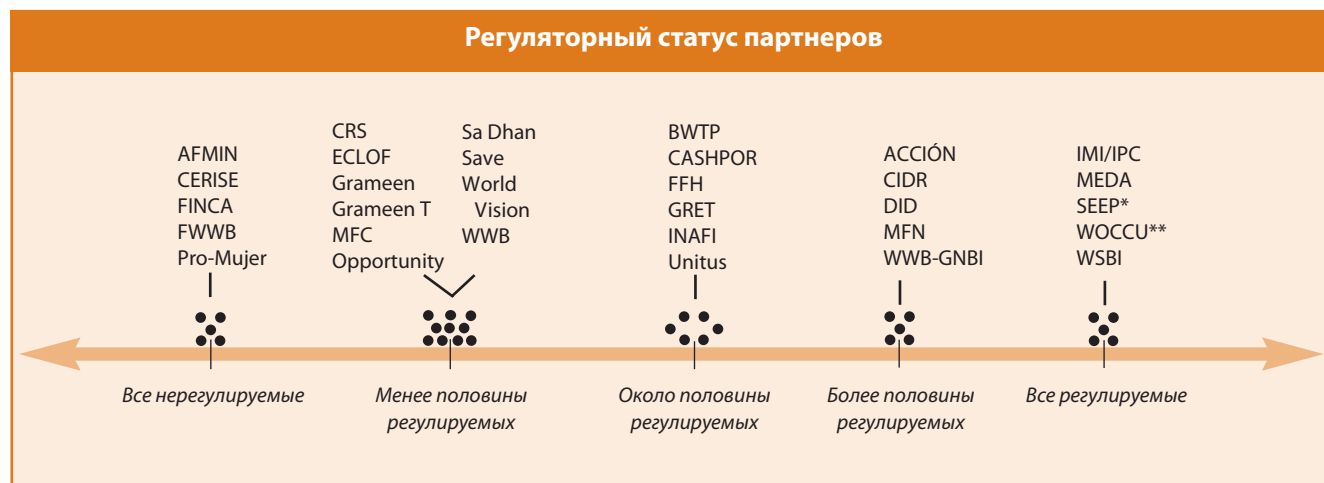 Регуляторный статус партнеров
AFMIN
CERISE
FINCA
FWWB
Pro-Mujer
CRS
ECLOF
Grameen
Grameen T
MFC
Opportunity
Sa Dhan
Save
World
Vision
WWB
BWTP
CASHPOR
FFH
GRET
INAFI
Unitus
ACCIÓN
CIDR
DID
MFN
WWB-GNBI
IMI/IPC
MEDA
SEEP*
WOCCU**
WSBI
Все нерегулируемые
Менее половины
регулируемых
Около половины
регулируемых
Более половины
регулируемых
Все регулируемые